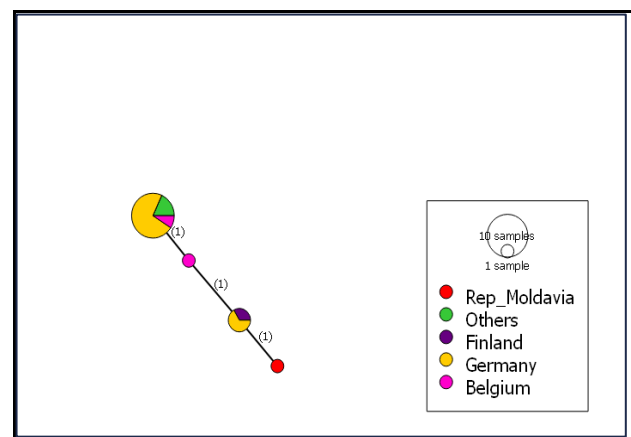 (1)
(1)
(1)
10 samples
1 sample
Rep_Moldavia
Others
Finland
Germany
Belgium